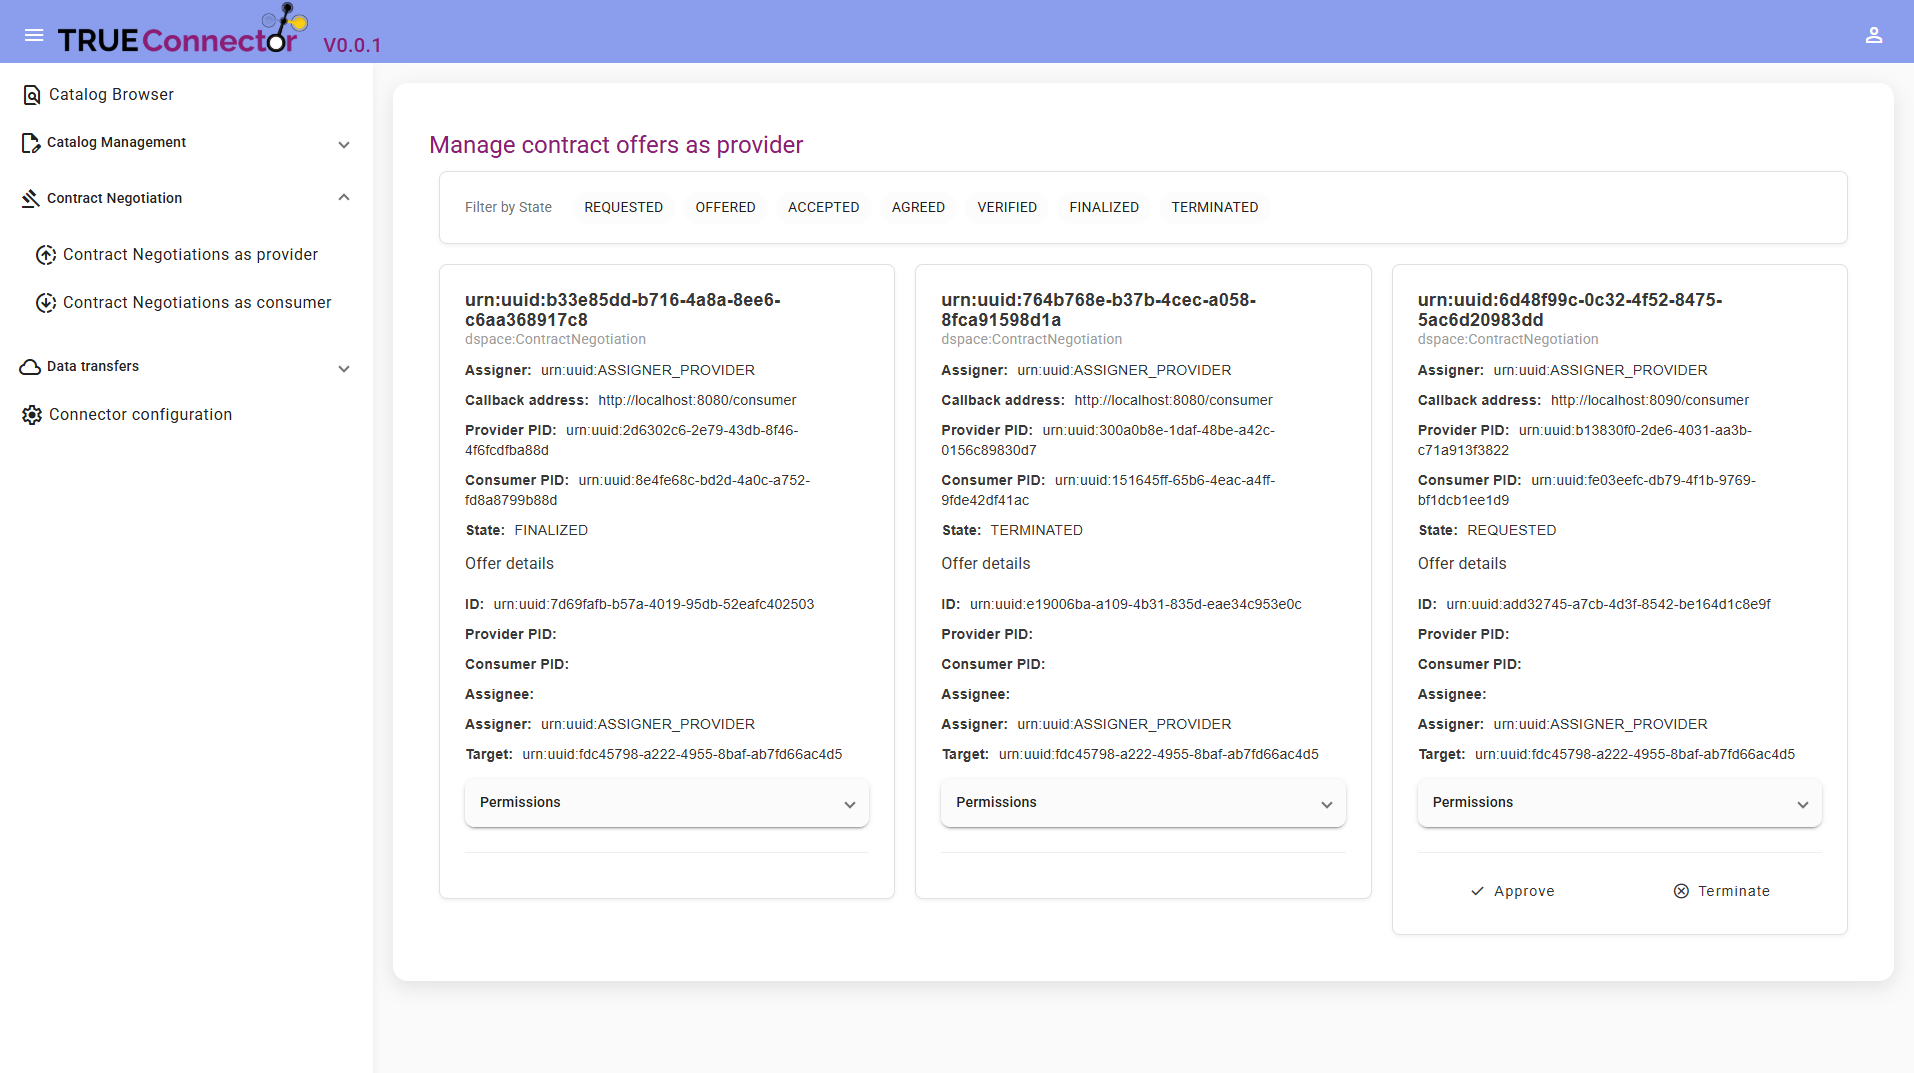 TRUE Connector V0.0.1
Catalog Browser
Catalog Management
Contract Negotiation
Contract Negotiations as provider
Contract Negotiations as consumer
Data transfers
Connector configuration
Manage contract offers as provider
Filter by State REQUESTED OFFERED ACCEPTED AGREED VERIFIED FINALIZED TERMINATED
urn:uuid:b33e85dd-b716-4a8a-8ee6-
c6aa368917c8
dspace:ContractNegotiation
Assigner: urn:uuid:ASSIGNER_PROVIDER
Callback address: http://localhost:8080/consumer
Provider PID: urn:uuid:2d6302c6-2e79-43db-8f46-
4f6fcdfba88d
Consumer PID: urn:uuid:8e4fe68c-bd2d-4a0c-a752-
fd8a8799b88d
State: FINALIZED
Offer details
ID: urn:uuid:7d69fafb-b57a-4019-95db-52eafc402503
Provider PID:
Consumer PID:
Assignee:
Assigner: urn:uuid:ASSIGNER_PROVIDER
Target: urn:uuid:fdc45798-a222-4955-8baf-ab7fd66ac4d5
Permissions
urn:uuid:764b768e-b37b-4cec-a058-
8fca91598d1a
dspace:ContractNegotiation
Assigner: urn:uuid:ASSIGNER_PROVIDER
Callback address: http://localhost:8080/consumer
Provider PID: urn:uuid:300a0b8e-1daf-48be-a42c-
0156c89830d7
Consumer PID: urn:uuid:151645ff-65b6-4eac-a4ff-
9fde42df41ac
State: TERMINATED
Offer details
ID: urn:uuid:e19006ba-a109-4b31-835d-eae34c953e0c
Provider PID:
Consumer PID:
Assignee:
Assigner: urn:uuid:ASSIGNER_PROVIDER
Target: urn:uuid:fdc45798-a222-4955-8baf-ab7fd66ac4d5
Permissions
urn:uuid:6d48f99c-0c32-4f52-8475-
5ac6d20983dd
dspace:ContractNegotiation
Assigner: urn:uuid:ASSIGNER_PROVIDER
Callback address: http://localhost:8090/consumer
Provider PID: urn:uuid:b13830f0-2de6-4031-aa3b-
c71a913f3822
Consumer PID: urn:uuid:fe03eefc-db79-4f1b-9769-
bf1dcb1ee1d9
State: REQUESTED
Offer details
ID: urn:uuid:add32745-a7cb-4d3f-8542-be164d1c8e9f
Provider PID:
Consumer PID:
Assignee:
Assigner: urn:uuid:ASSIGNER_PROVIDER
Target: urn:uuid:fdc45798-a222-4955-8baf-ab7fd66ac4d5
Permissions
Approve Terminate